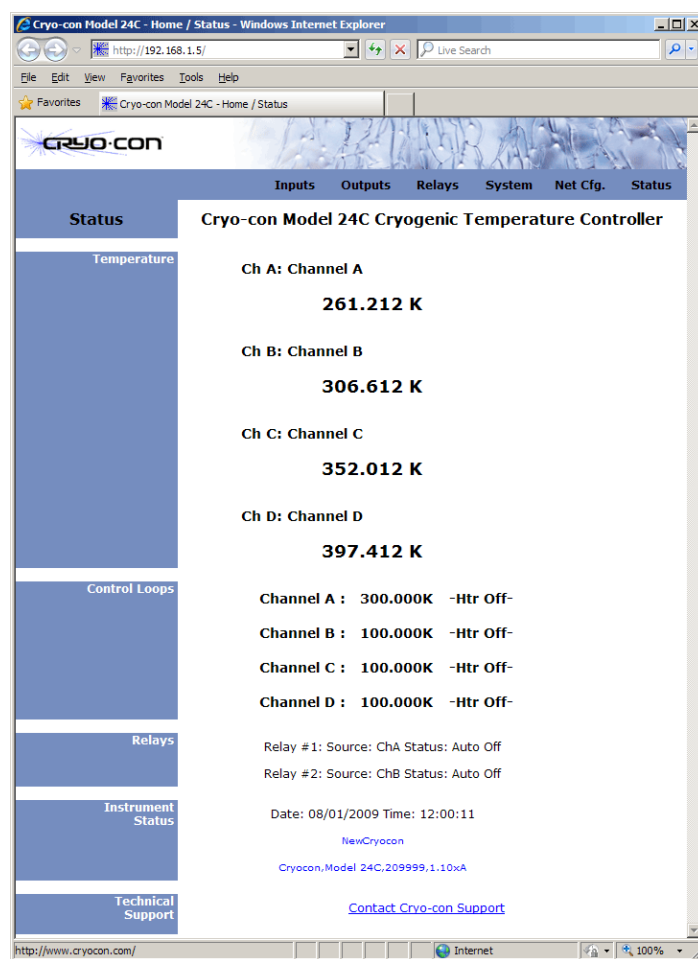 Cryo-con Model 24C - Home / Status - Windows Internet Explorer
http://192.168.1.5/
Live Search
File Edit View Favorites Tools Help
Favorites Cryo-con Model 24C - Home / Status
CRYO·CON
Inputs Outputs Relays System Net Cfg. Status
Status
Cryo-con Model 24C Cryogenic Temperature Controller
Temperature
Ch A: Channel A
261.212 K
Ch B: Channel B
306.612 K
Ch C: Channel C
352.012 K
Ch D: Channel D
397.412 K
Control Loops
Channel A : 300.000K -Htr Off-
Channel B : 100.000K -Htr Off-
Channel C : 100.000K -Htr Off-
Channel D : 100.000K -Htr Off-
Relays
Relay #1: Source: ChA Status: Auto Off
Relay #2: Source: ChB Status: Auto Off
Instrument
Status
Date: 08/01/2009 Time: 12:00:11
NewCryocon
Cryocon,Model 24C,209999,1.10xA
Technical
Support
Contact Cryo-con Support
http://www.cryocon.com/
Internet
100%